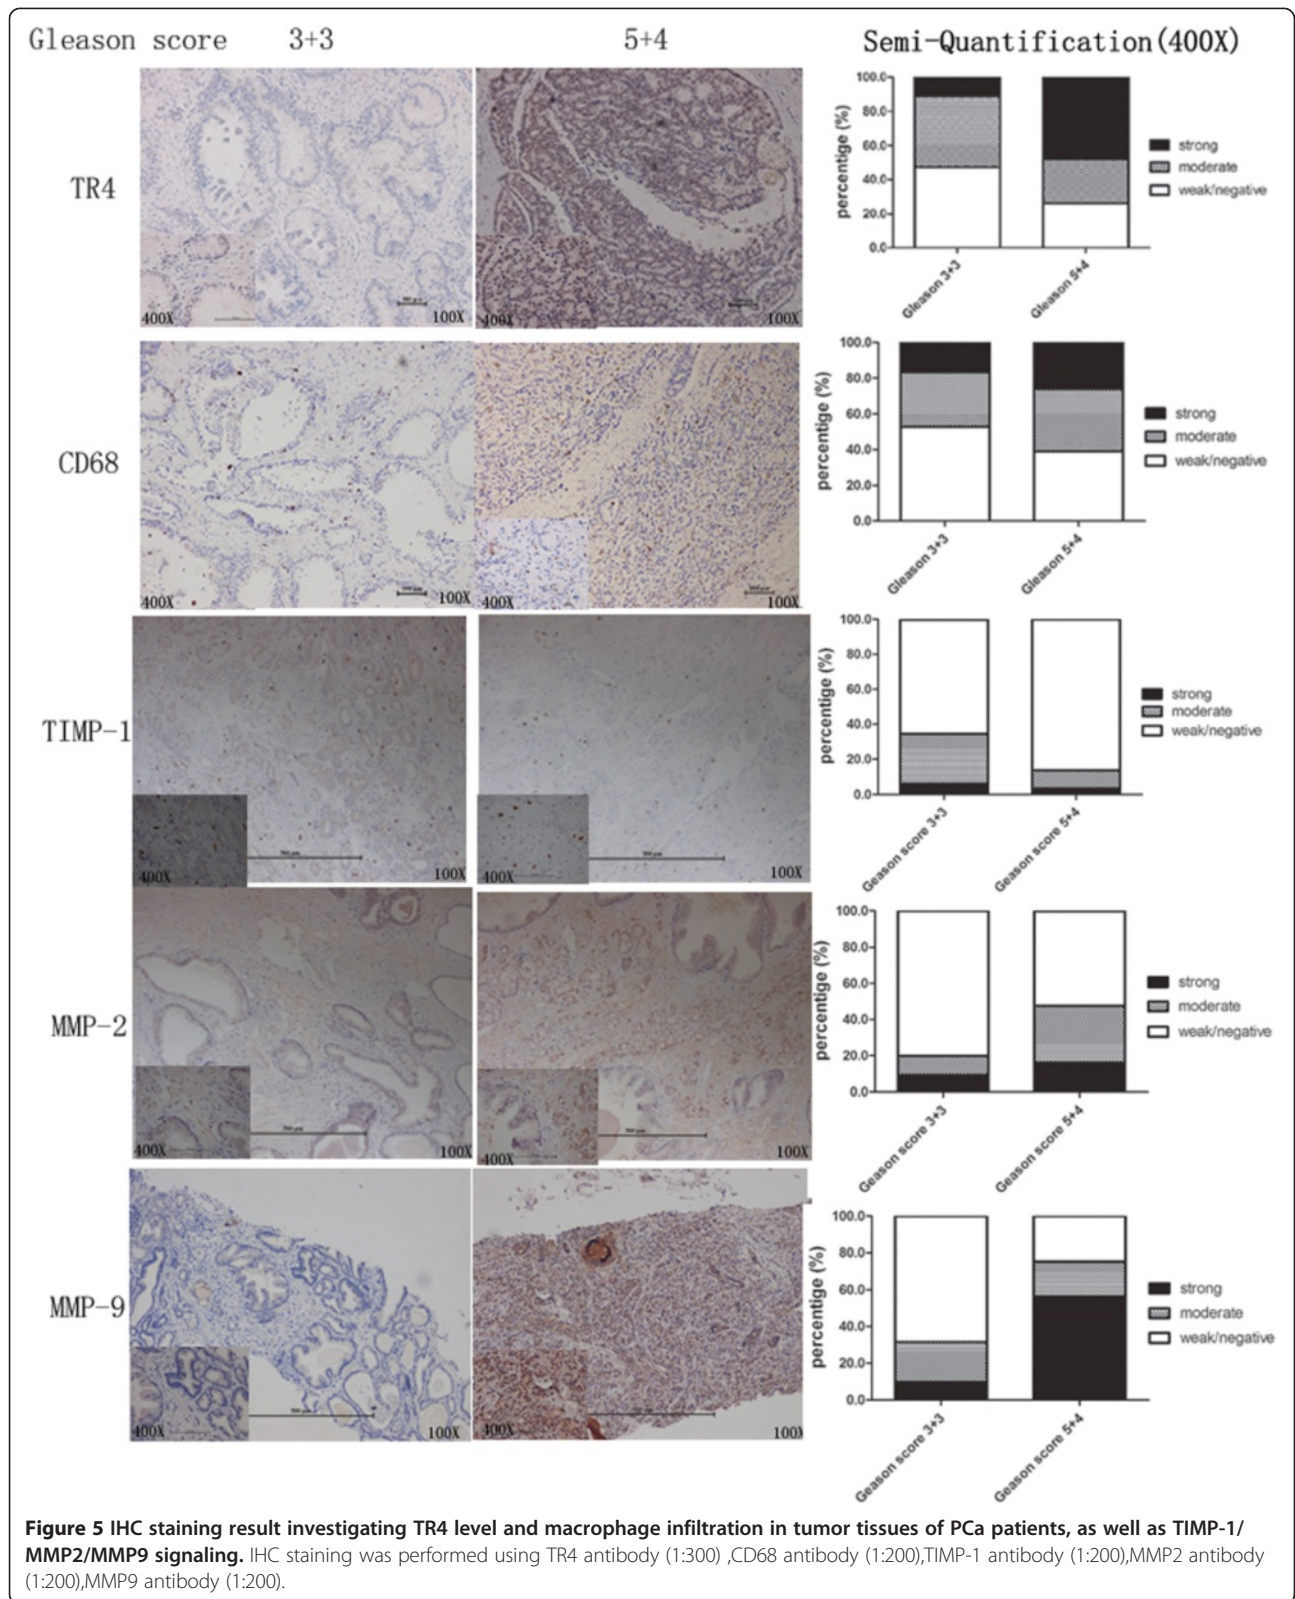 Gleason score 3+3 5+4 Semi-Quantification(400X)
TR4
400X 100X
400X 100X
percentige (%)
100.0
80.0
60.0
40.0
20.0
0.0
strong
moderate
weak/negative
Gleason 3+3
Gleason 5+4
CD68
400X 100X
400X 100X
percentige (%)
100.0
80.0
60.0
40.0
20.0
0.0
strong
moderate
weak/negative
Gleason 3+3
Gleason 5+4
TIMP-1
400X 100X
400X 100X
percentige (%)
100.0
80.0
60.0
40.0
20.0
0.0
strong
moderate
weak/negative
Geason score 3+3
Geason score 5+4
MMP-2
400X 100X
400X 100X
percentige (%)
100.0
80.0
60.0
40.0
20.0
0.0
strong
moderate
weak/negative
Geason score 3+3
Geason score 5+4
MMP-9
400X 100X
400X 100X
percentige (%)
100.0
80.0
60.0
40.0
20.0
0.0
strong
moderate
weak/negative
Geason score 3+3
Geason score 5+4
Figure 5 IHC staining result investigating TR4 level and macrophage infiltration in tumor tissues of PCa patients, as well as TIMP-1/
MMP2/MMP9 signaling. IHC staining was performed using TR4 antibody (1:300) ,CD68 antibody (1:200),TIMP-1 antibody (1:200),MMP2 antibody
(1:200),MMP9 antibody (1:200).